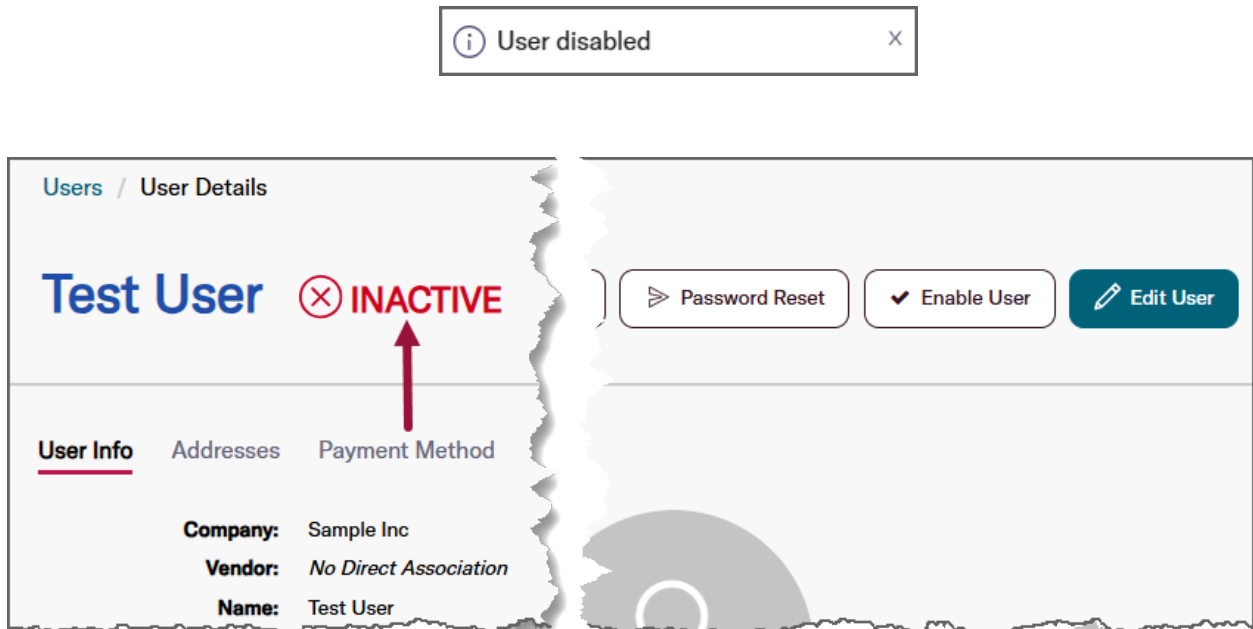 User disabled X
Users / User Details
Test User INACTIVE Password Reset Enable User Edit User
User Info Addresses Payment Method
Company: Sample Inc
Vendor: No Direct Association
Name: Test User